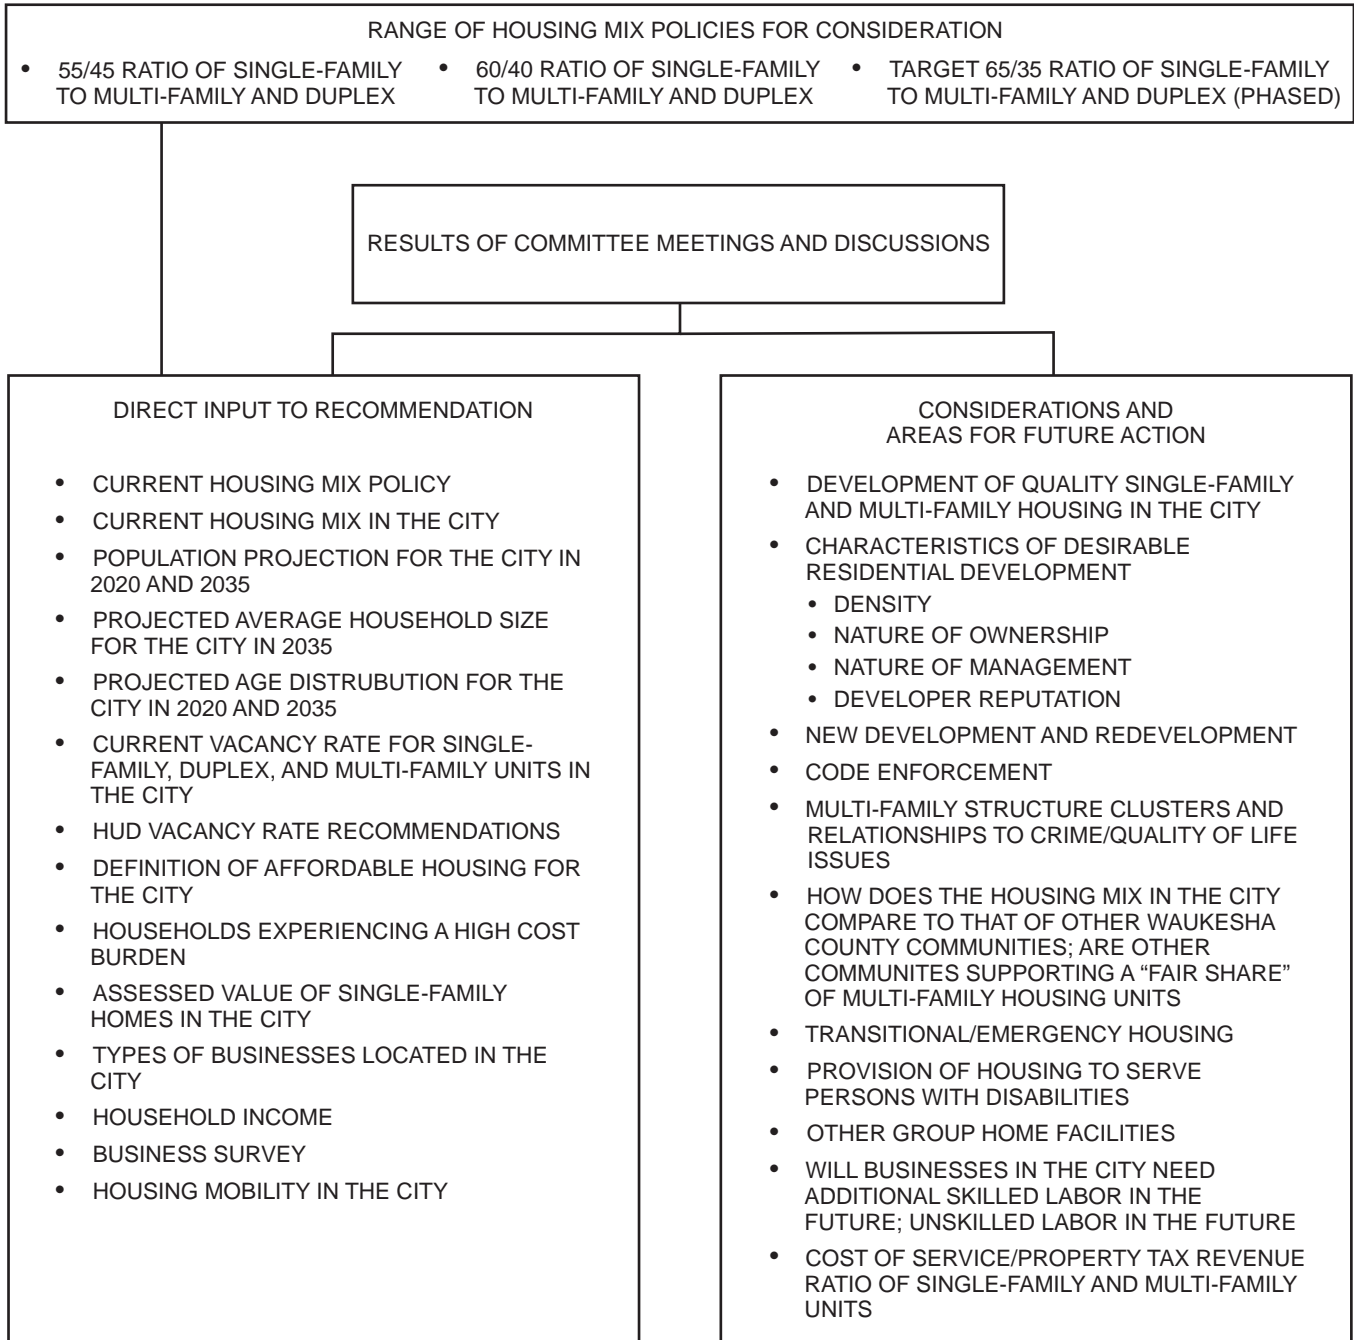 RANGE OF HOUSING MIX POLICIES FOR CONSIDERATION
• 55/45 RATIO OF SINGLE-FAMILY
TO MULTI-FAMILY AND DUPLEX
• 60/40 RATIO OF SINGLE-FAMILY
TO MULTI-FAMILY AND DUPLEX
• TARGET 65/35 RATIO OF SINGLE-FAMILY
TO MULTI-FAMILY AND DUPLEX (PHASED)
RESULTS OF COMMITTEE MEETINGS AND DISCUSSIONS
DIRECT INPUT TO RECOMMENDATION
• CURRENT HOUSING MIX POLICY
• CURRENT HOUSING MIX IN THE CITY
• POPULATION PROJECTION FOR THE CITY IN
2020 AND 2035
• PROJECTED AVERAGE HOUSEHOLD SIZE
FOR THE CITY IN 2035
• PROJECTED AGE DISTRUBUTION FOR THE
CITY IN 2020 AND 2035
• CURRENT VACANCY RATE FOR SINGLE-
FAMILY, DUPLEX, AND MULTI-FAMILY UNITS IN
THE CITY
• HUD VACANCY RATE RECOMMENDATIONS
• DEFINITION OF AFFORDABLE HOUSING FOR
THE CITY
• HOUSEHOLDS EXPERIENCING A HIGH COST
BURDEN
• ASSESSED VALUE OF SINGLE-FAMILY
HOMES IN THE CITY
• TYPES OF BUSINESSES LOCATED IN THE
CITY
• HOUSEHOLD INCOME
• BUSINESS SURVEY
• HOUSING MOBILITY IN THE CITY
CONSIDERATIONS AND
AREAS FOR FUTURE ACTION
• DEVELOPMENT OF QUALITY SINGLE-FAMILY
AND MULTI-FAMILY HOUSING IN THE CITY
• CHARACTERISTICS OF DESIRABLE
RESIDENTIAL DEVELOPMENT
• DENSITY
• NATURE OF OWNERSHIP
• NATURE OF MANAGEMENT
• DEVELOPER REPUTATION
• NEW DEVELOPMENT AND REDEVELOPMENT
• CODE ENFORCEMENT
• MULTI-FAMILY STRUCTURE CLUSTERS AND
RELATIONSHIPS TO CRIME/QUALITY OF LIFE
ISSUES
• HOW DOES THE HOUSING MIX IN THE CITY
COMPARE TO THAT OF OTHER WAUKESHA
COUNTY COMMUNITIES; ARE OTHER
COMMUNITES SUPPORTING A “FAIR SHARE”
OF MULTI-FAMILY HOUSING UNITS
• TRANSITIONAL/EMERGENCY HOUSING
• PROVISION OF HOUSING TO SERVE
PERSONS WITH DISABILITIES
• OTHER GROUP HOME FACILITIES
• WILL BUSINESSES IN THE CITY NEED
ADDITIONAL SKILLED LABOR IN THE
FUTURE; UNSKILLED LABOR IN THE FUTURE
• COST OF SERVICE/PROPERTY TAX REVENUE
RATIO OF SINGLE-FAMILY AND MULTI-FAMILY
UNITS